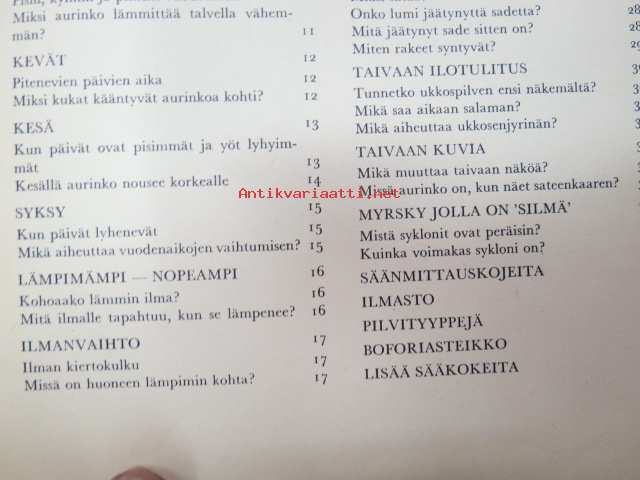 Miksi aurinko lämmittää talvella vähem-
män? 11
KEVÄT 12
Pitenevien päivien aika 12
Miksi kukat kääntyvät aurinkoa kohti? 12
KESÄ 13
Kun päivät ovat pisimmät ja yöt lyhyim-
mät 13
Kesällä aurinko nousee korkealle 14
SYKSY 15
Kun päivät lyhenevät 15
Mikä aiheuttaa vuodenaikojen vaihtumisen? 15
LÄMPIMÄMPI — NOPEAMPI 16
Kohoaako lämmin ilma? 16
Mitä ilmalle tapahtuu, kun se lämpenee? 16
ILMANVAIHTO 17
Ilman kiertokulku 17
Missä on huoneen lämpimin kohta? 17
Onko lumi jäätynyttä sadetta? 28
Mitä jäätynyt sade sitten on? 28
Miten rakeet syntyvät? 29
TAIVAAN ILOTULITUS
Tunnetko ukkospilven ensi näkemältä?
Mikä saa aikaan salaman?
Mikä aiheuttaa ukkosenjyrinän?
TAIVAAN KUVIA
Mikä muuttaa taivaan näköä?
Missä aurinko on, kun näet sateenkaaren?
MYRSKY JOLLA ON 'SILMÄ'
Mistä syklonit ovat peräisin?
Kuinka voimakas sykloni on?
SÄÄNMITTAUSKOJEITA
ILMASTO
PILVITYYPPEJÄ
BOFORIASTEIKKO
LISÄÄ SÄÄKOKEITA
Antikvariaatti.net